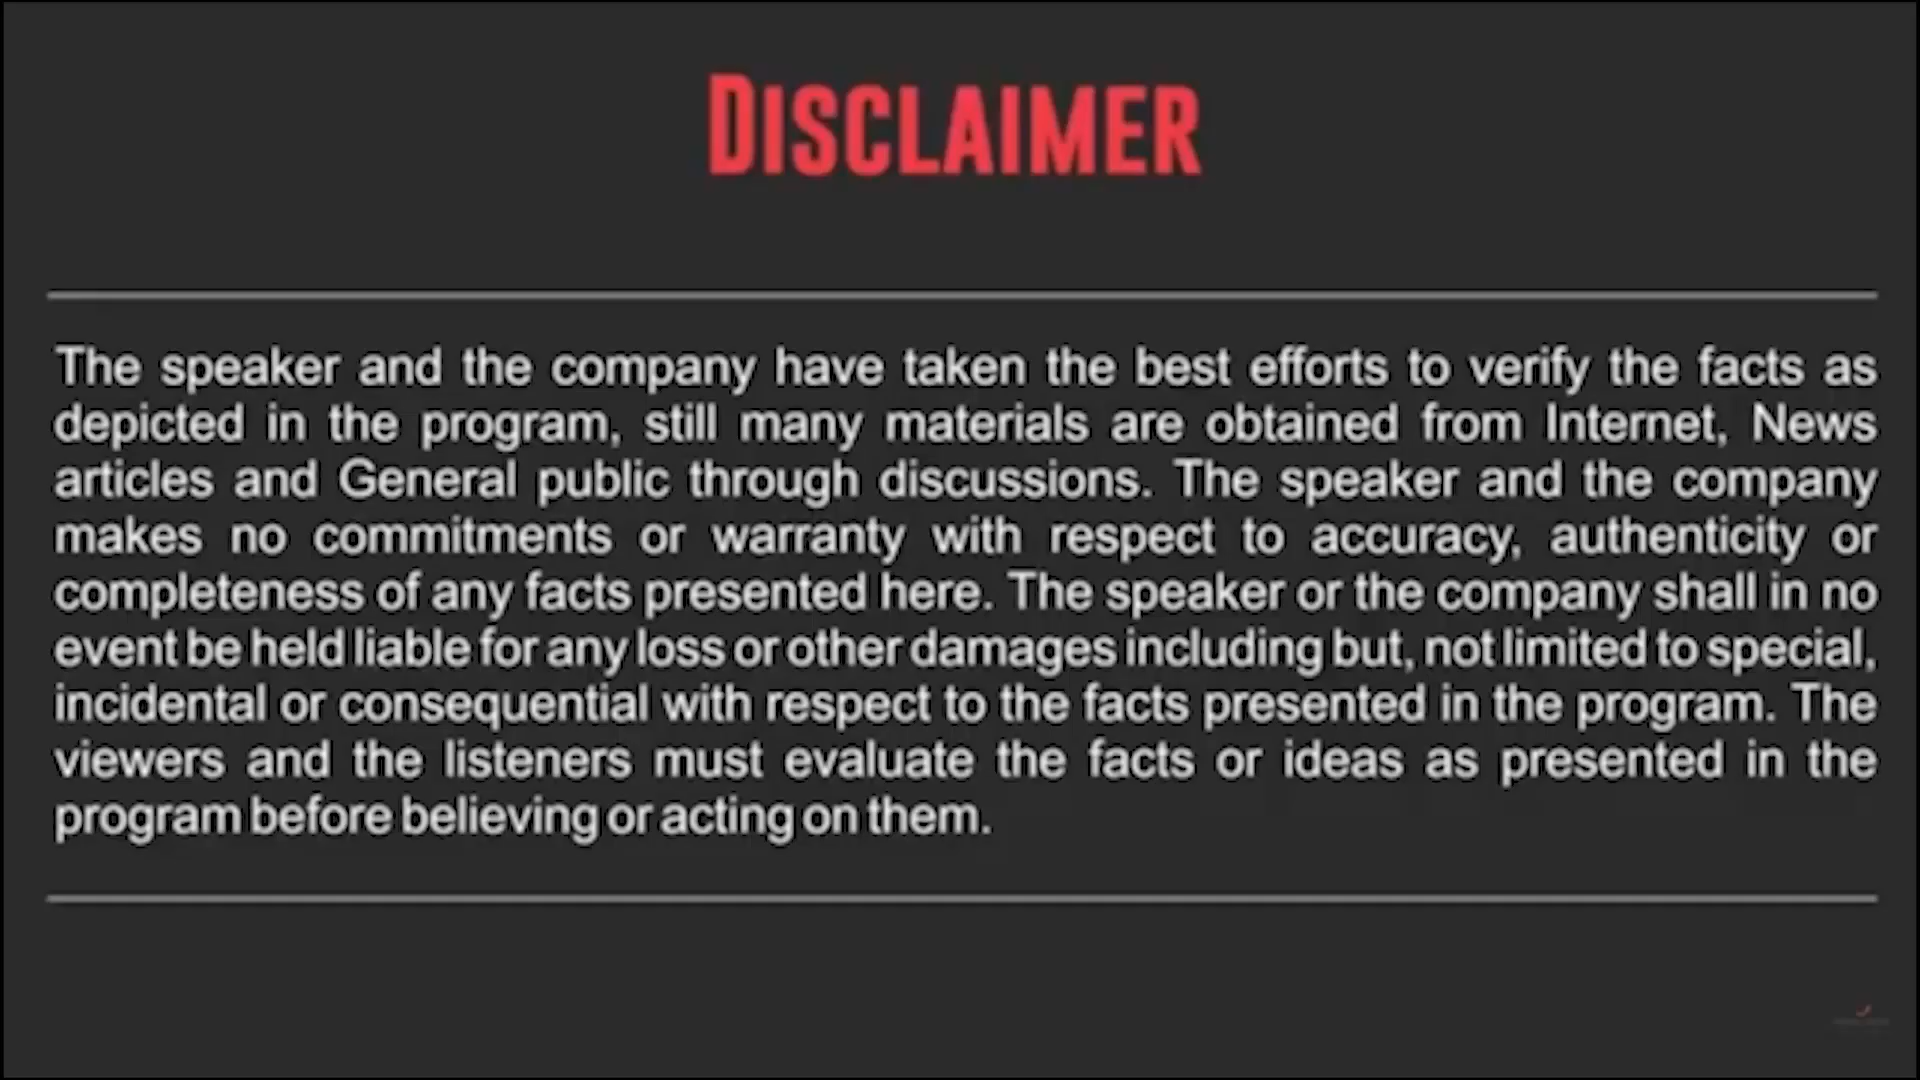 DISCLAIMER
The speaker and the company have taken the best efforts to verify the facts as
depicted in the program, still many materials are obtained from Internet, News
articles and General public through discussions. The speaker and the company
makes no commitments or warranty with respect to accuracy, authenticity or
completeness of any facts presented here. The speaker or the company shall in no
event be held liable for any loss or other damages including but, not limited to special,
incidental or consequential with respect to the facts presented in the program. The
viewers and the listeners must evaluate the facts or ideas as presented in the
program before believing or acting on them.